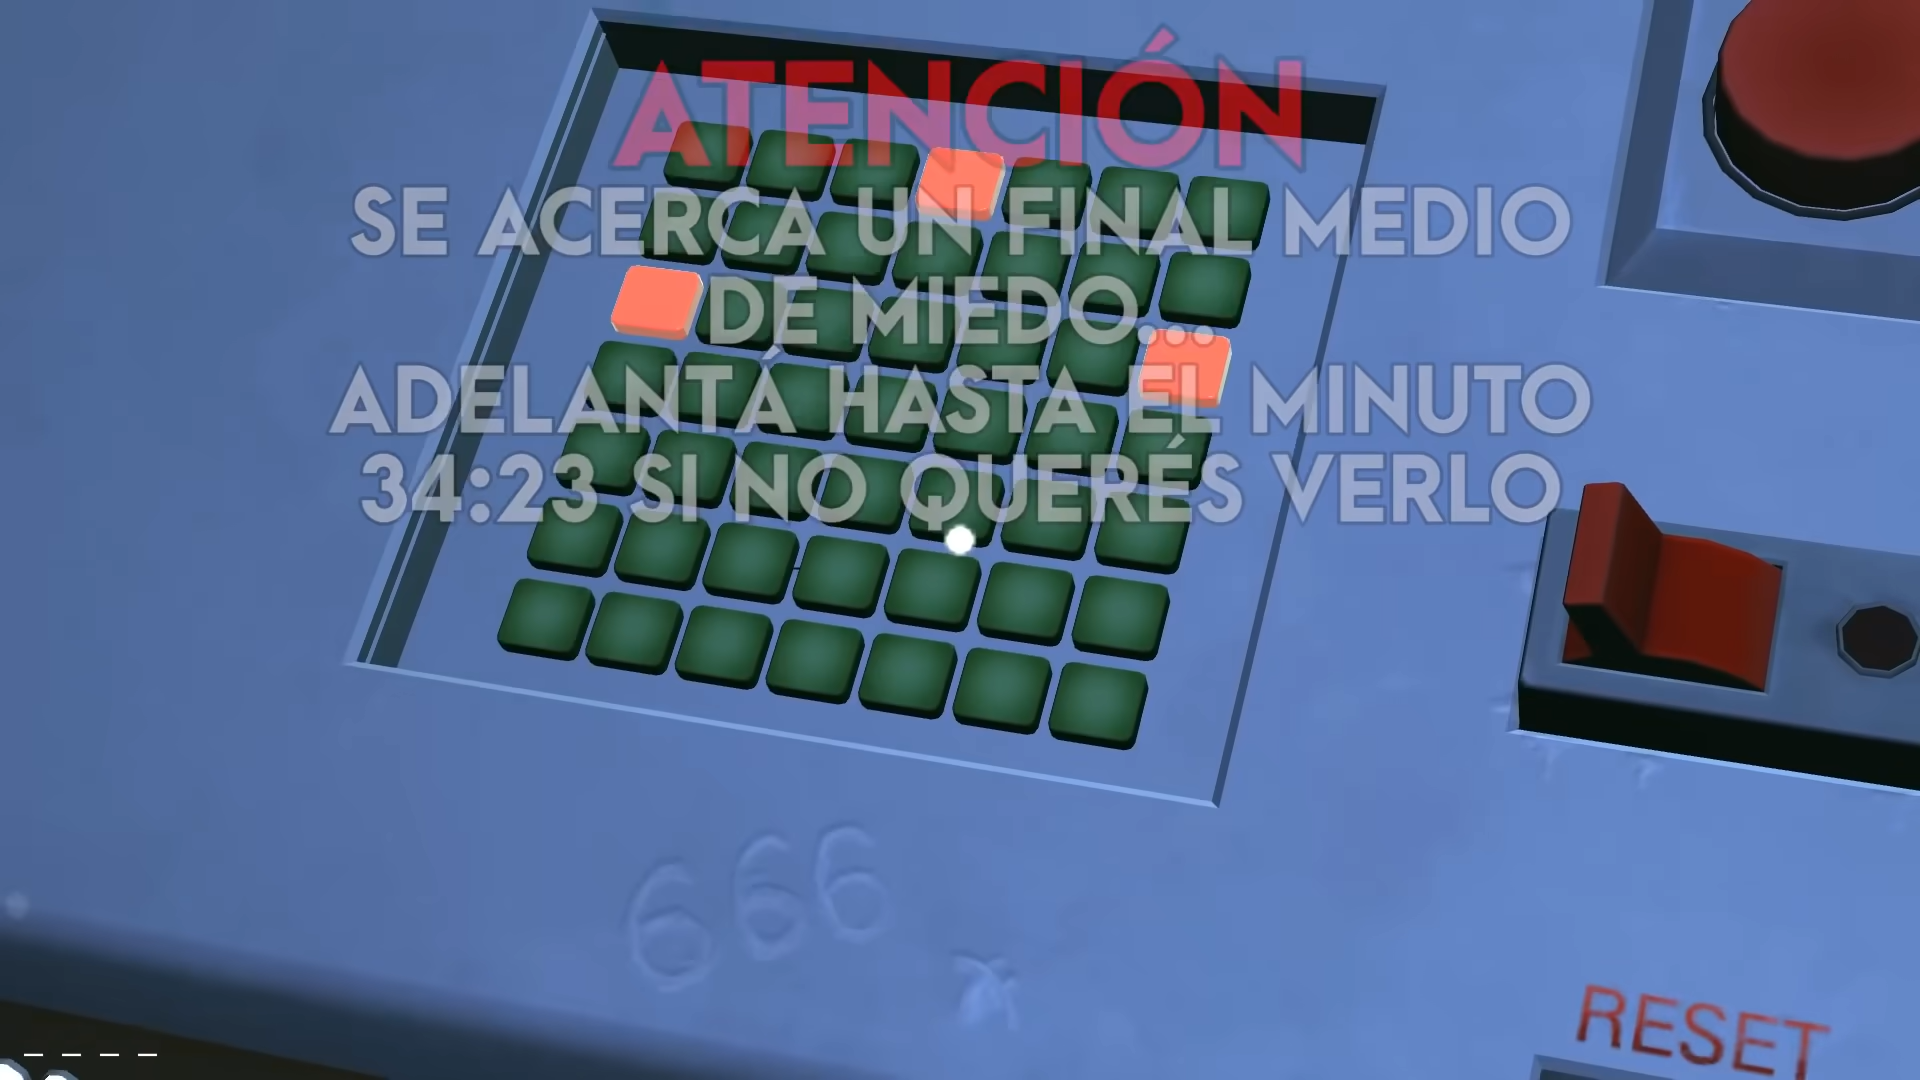 ATENCIÓN
SE ACERCA UN FINAL MEDIO
DE MIEDO...
ADELANTÁ HASTA EL MINUTO
34:23 SI NO QUERÉS VERLO
666
RESET